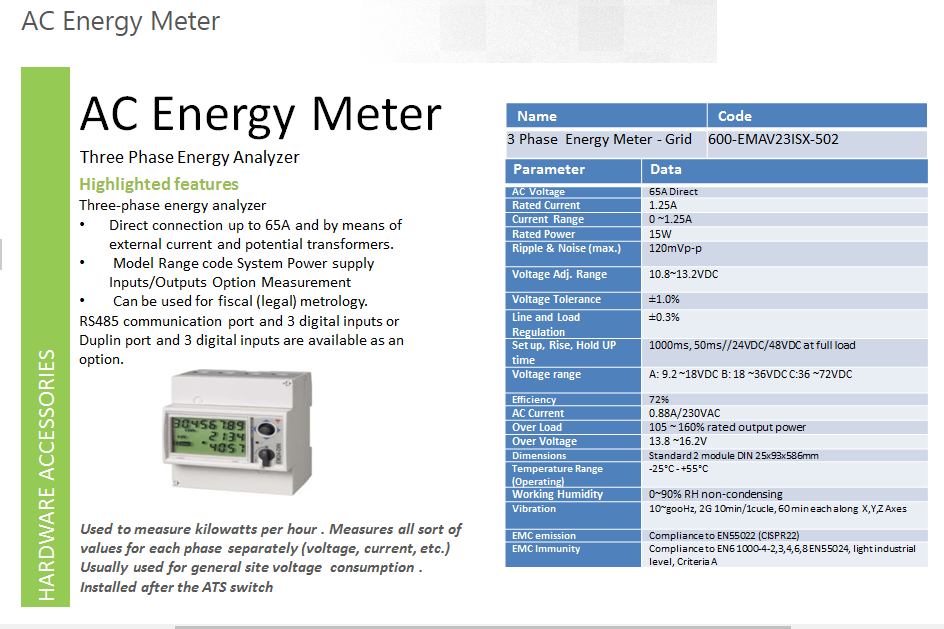 AC Energy Meter
HARDWARE ACCESSORIES
AC Energy Meter
Three Phase Energy Analyzer
Highlighted features
Three-phase energy analyzer
• Direct connection up to 65A and by means of
external current and potential transformers.
• Model Range code System Power supply
Inputs/Outputs Option Measurement
• Can be used for fiscal (legal) metrology.
RS485 communication port and 3 digital inputs or
Duplin port and 3 digital inputs are available as an
option.
Used to measure kilowatts per hour . Measures all sort of
values for each phase separately (voltage, current, etc.)
Usually used for general site voltage consumption .
Installed after the ATS switch
Name Code
3 Phase Energy Meter - Grid 600-EMAV23ISX-502
Parameter Data
AC Voltage 65A Direct
Rated Current 1.25A
Current Range 0 ~1.25A
Rated Power 15W
Ripple & Noise (max.) 120mVp-p
Voltage Adj. Range 10.8~13.2VDC
Voltage Tolerance ±1.0%
Line and Load ±0.3%
Regulation
Set up, Rise, Hold UP 1000ms, 50ms//24VDC/48VDC at full load
time
Voltage range A: 9.2 ~18VDC B: 18 ~36VDC C:36 ~72VDC
Efficiency 72%
AC Current 0.88A/230VAC
Over Load 105 ~ 160% rated output power
Over Voltage 13.8 ~16.2V
Dimensions Standard 2 module DIN 25x93x586mm
Temperature Range -25°C - +55°C
(Operating)
Working Humidity 0~90% RH non-condensing
Vibration 10~gooHz, 2G 10min/1cucle, 60 min each along X,Y,Z Axes
EMC emission Compliance to EN55022 (CISPR22)
EMC Immunity Compliance to EN6 1000-4-2,3,4,6,8 EN55024, light industrial
level, Criteria A
30.4567.89
2134
4057